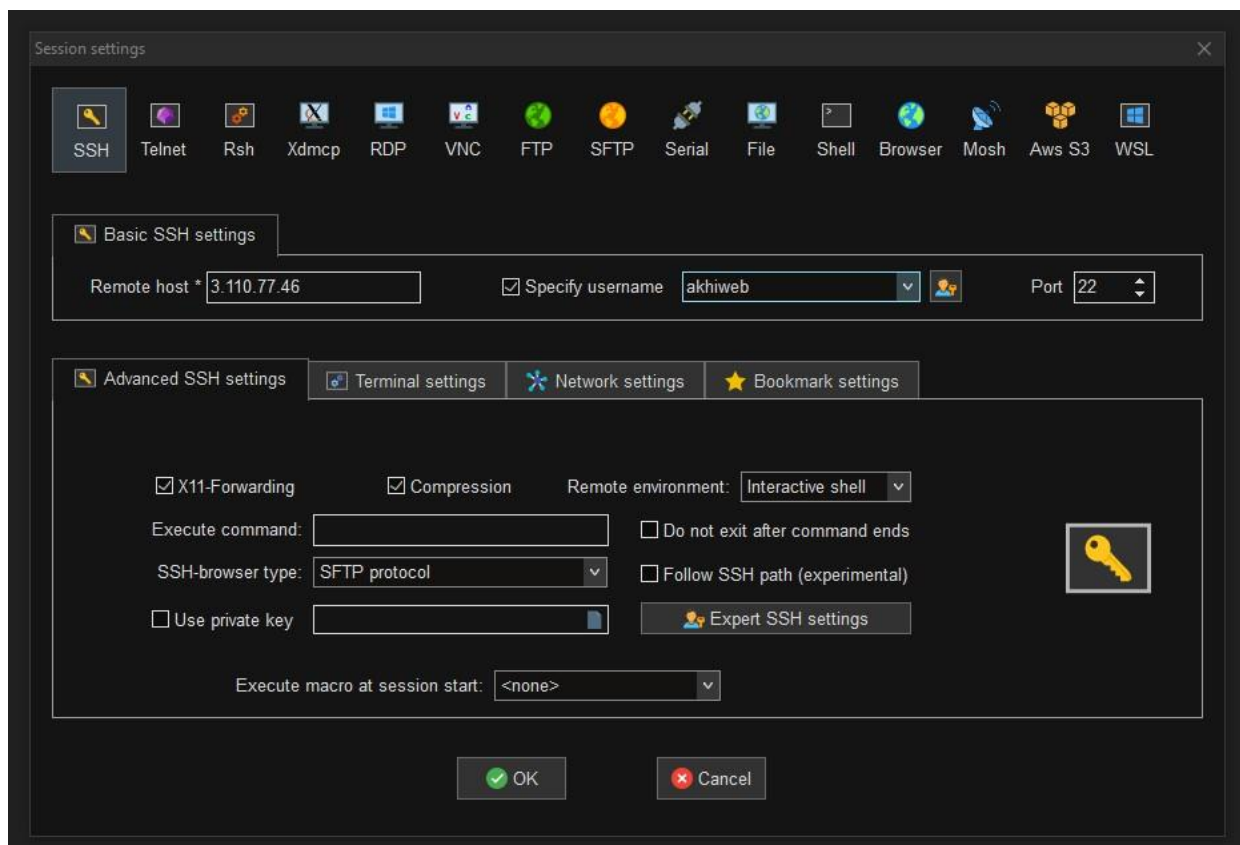 Session settings
SSH Telnet Rsh Xdmcp RDP VNC FTP SFTP Serial File Shell Browser Mosh Aws S3 WSL
Basic SSH settings
Remote host * 3.110.77.46 Specify username akhiweb Port 22
Advanced SSH settings Terminal settings Network settings Bookmark settings
X11-Forwarding Compression Remote environment: Interactive shell
Execute command: Do not exit after command ends
SSH-browser type: SFTP protocol Follow SSH path (experimental)
Use private key Expert SSH settings
Execute macro at session start: <none>
OK Cancel